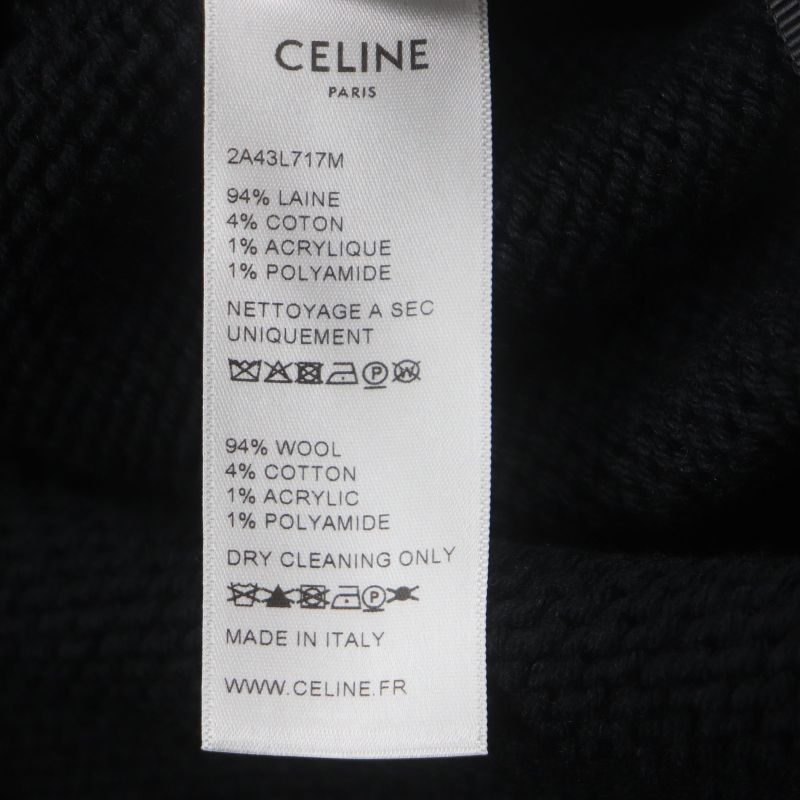 CELINE
PARIS
2A43L717M
94% LAINE
4% COTON
1% ACRYLIQUE
1% POLYAMIDE
NETTOYAGE A SEC
UNIQUEMENT
P W
94% WOOL
4% COTTON
1% ACRYLIC
1% POLYAMIDE
DRY CLEANING ONLY
P
MADE IN ITALY
WWW.CELINE.FR